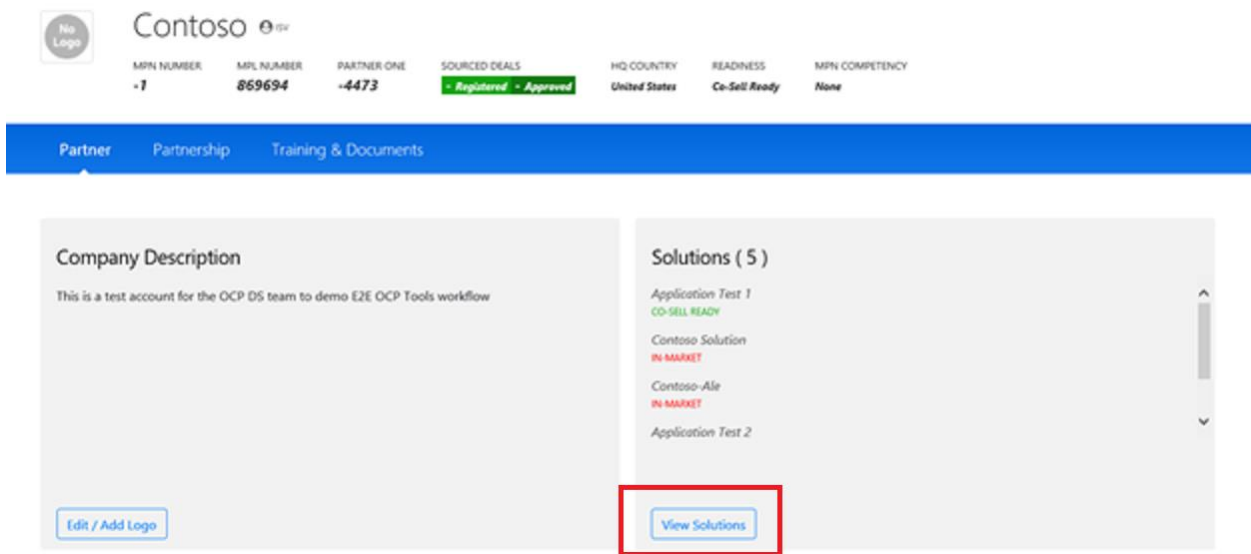 No
Logo
Contoso ISV
MPN NUMBER MPL NUMBER PARTNER ONE SOURCED DEALS HQ COUNTRY READINESS MPN COMPETENCY
-1 869694 -4473 - Registered - Approved United States Co-Sell Ready None
Partner Partnership Training & Documents
Company Description
This is a test account for the OCP DS team to demo E2E OCP Tools workflow
Edit / Add Logo
Solutions ( 5 )
Application Test 1
CO-SELL READY
Contoso Solution
IN-MARKET
Contoso-Ale
IN-MARKET
Application Test 2
View Solutions